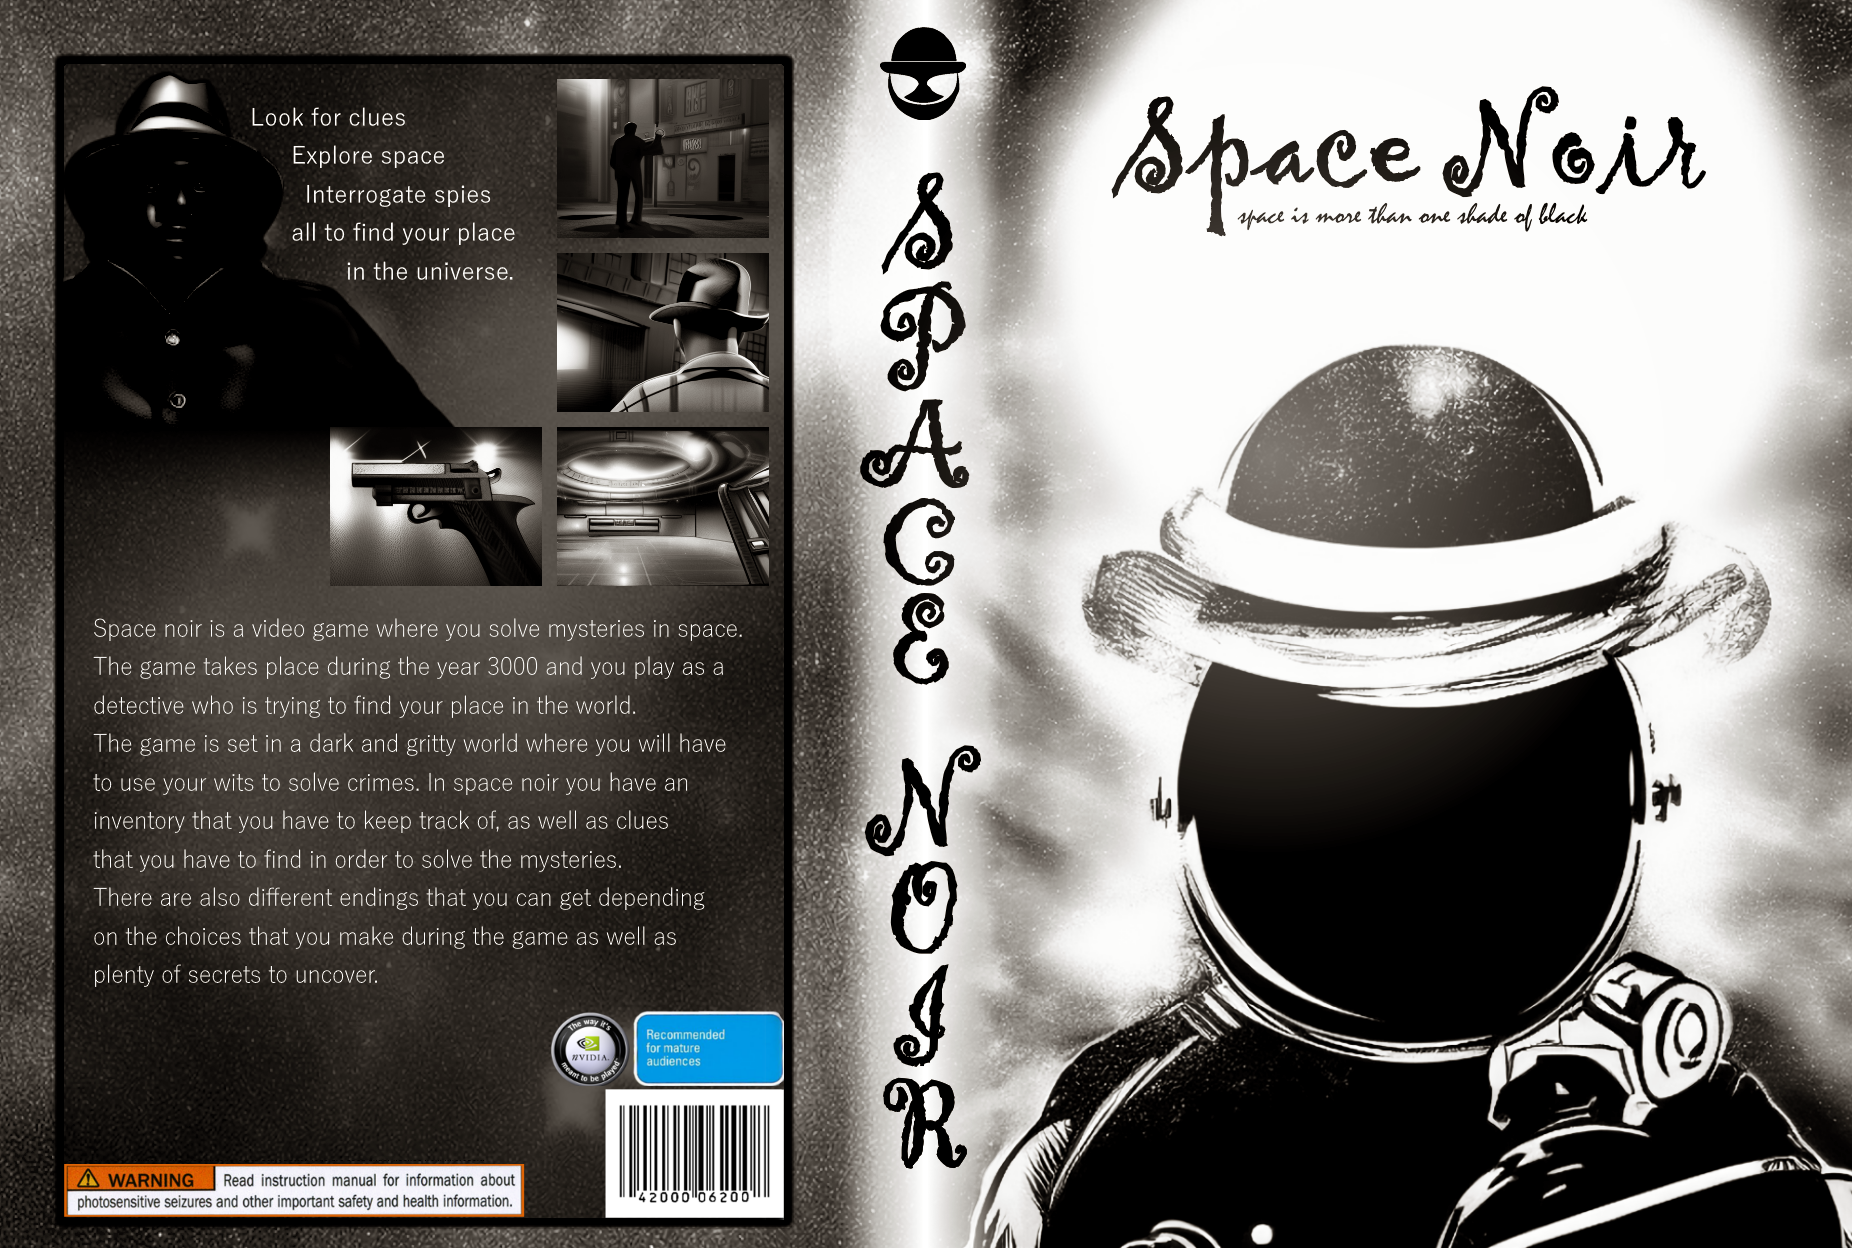 Look for clues
Explore space
Interrogate spies
all to find your place
in the universe.
Space noir is a video game where you solve mysteries in space.
The game takes place during the year 3000 and you play as a
detective who is trying to find your place in the world.
The game is set in a dark and gritty world where you will have
to use your wits to solve crimes. In space noir you have an
inventory that you have to keep track of, as well as clues
that you have to find in order to solve the mysteries.
There are also different endings that you can get depending
on the choices that you make during the game as well as
plenty of secrets to uncover.
The way it's
NVIDIA.
meant to be played
Recommended
for mature
audiences
42000 06200
WARNING Read instruction manual for information about
photosensitive seizures and other important safety and health information.
SPACE NOIR
Space Noir
space is more than one shade of black